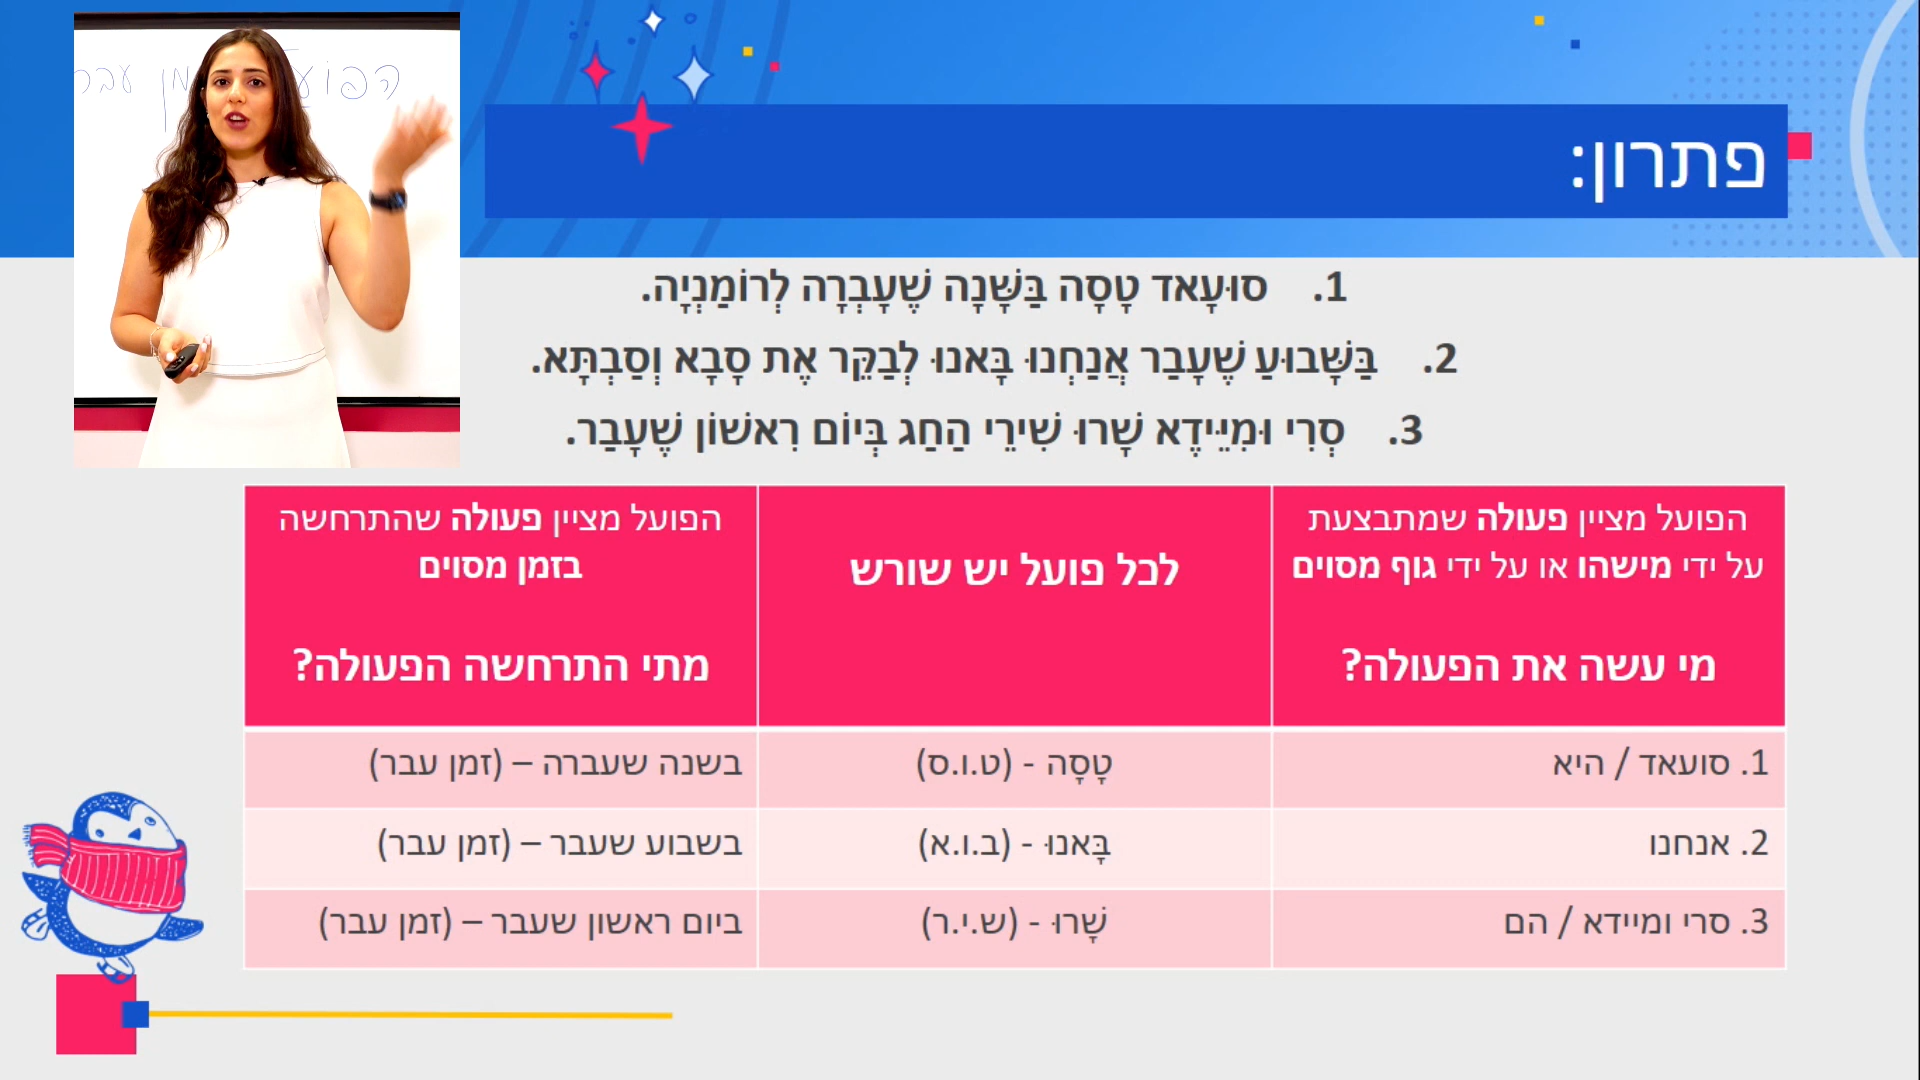 הפוע מן עבר
פתרון:
1. סוּעָאד טָסָה בַּשָּׁנָה שֶׁעָבְרָה לְרוֹמַנְיָה.
2. בַּשָּׁבוּעַ שֶׁעָבַר אֲנַחְנוּ בָּאנוּ לְבַקֵּר אֶת סָבָא וְסַבְתָּא.
3. סְרִי וּמִיֵּידָא שָׁרוּ שִׁירֵי הַחַג בְּיוֹם רִאשׁוֹן שֶׁעָבַר.
הפועל מציין פעולה שמתבצעת
על ידי מישהו או על ידי גוף מסוים
מי עשה את הפעולה?
לכל פועל יש שורש
הפועל מציין פעולה שהתרחשה
בזמן מסוים
מתי התרחשה הפעולה?
1. סועאד / היא
טָסָה - (ט.ו.ס)
בשנה שעברה – (זמן עבר)
2. אנחנו
בָּאנוּ - (ב.ו.א)
בשבוע שעבר – (זמן עבר)
3. סרי ומיידא / הם
שָׁרוּ - (ש.י.ר)
ביום ראשון שעבר – (זמן עבר)